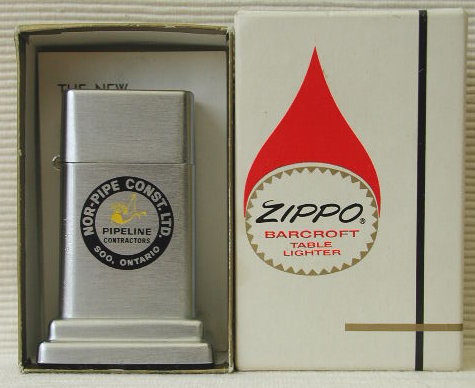 THE NEW
NOR-PIPE CONST. LTD.
PIPELINE
CONTRACTORS
SOO, ONTARIO
ZIPPO®
BARCROFT
TABLE
LIGHTER